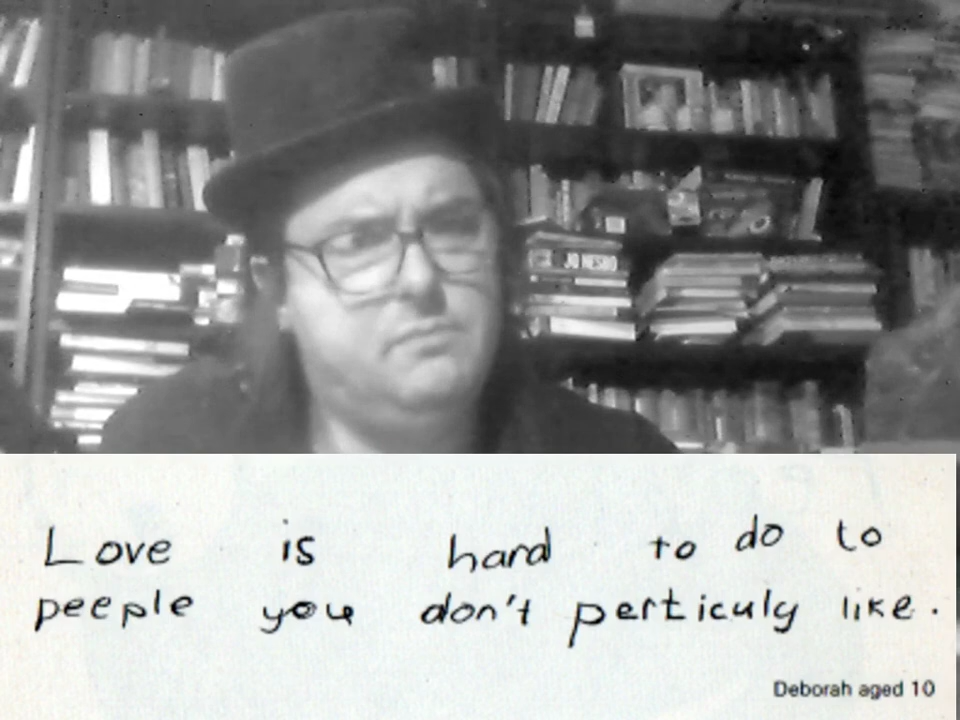 JO NESBO
Love is hard to do to
peeple you don't perticuly like.
Deborah aged 10